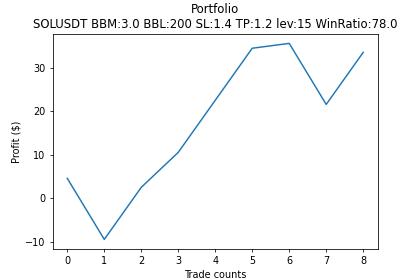 Portfolio
SOLUSDT BBM:3.0 BBL:200 SL:1.4 TP:1.2 lev:15 WinRatio:78.0
Profit ($)
30
20
10
0
−10
0 1 2 3 4 5 6 7 8
Trade counts